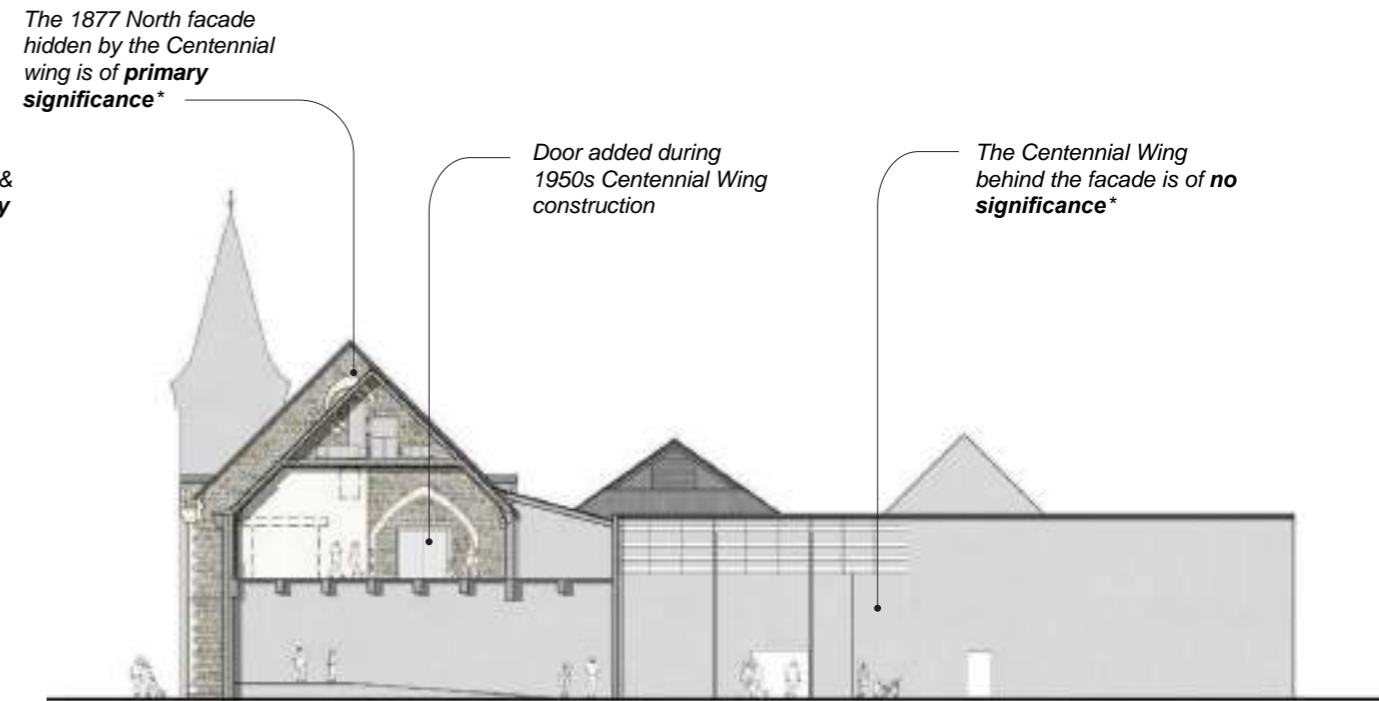 The 1877 North facade
hidden by the Centennial
wing is of primary
significance*
&
y
Door added during
1950s Centennial Wing
construction
The Centennial Wing
behind the facade is of no
significance*